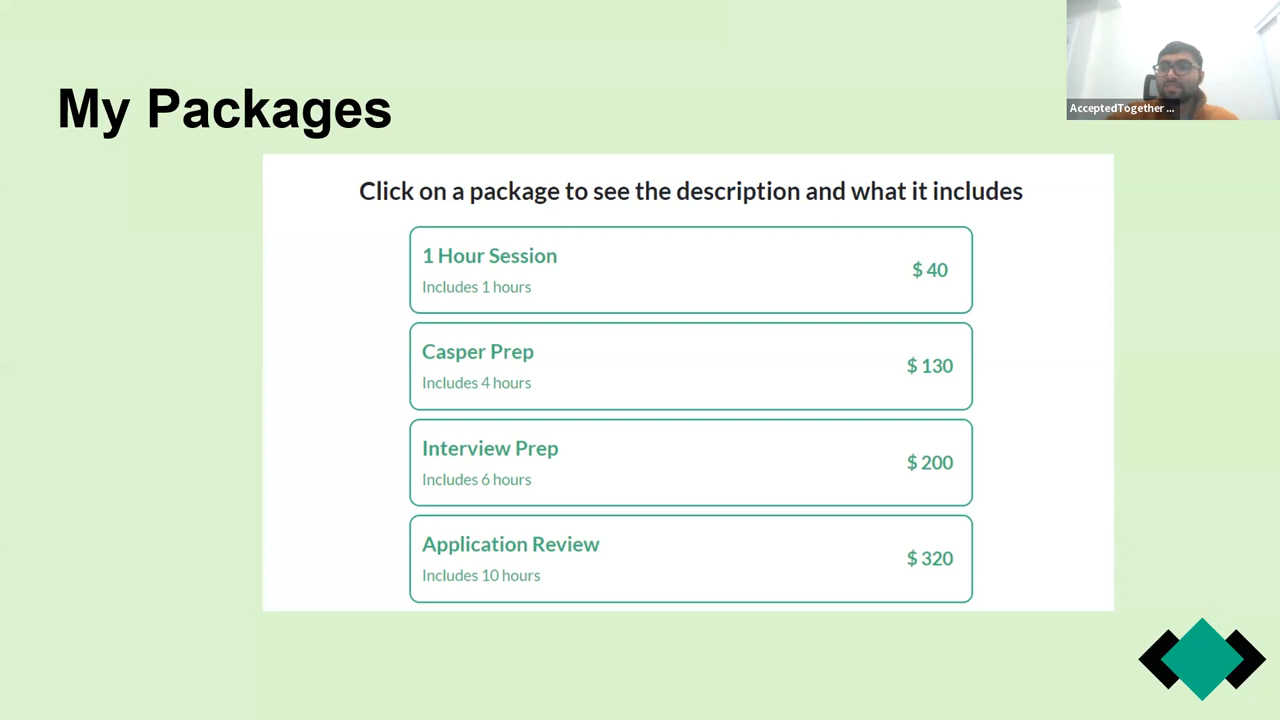 My Packages
AcceptedTogether ...
Click on a package to see the description and what it includes
1 Hour Session
Includes 1 hours
$ 40
Casper Prep
Includes 4 hours
$ 130
Interview Prep
Includes 6 hours
$ 200
Application Review
Includes 10 hours
$ 320